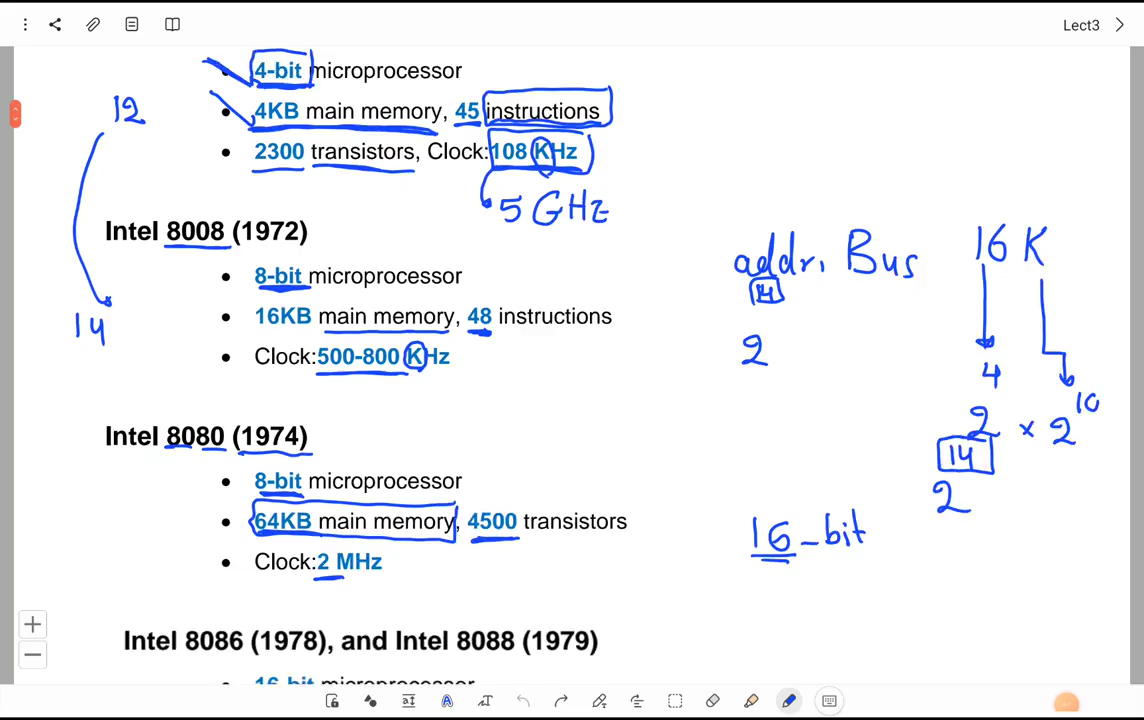 Lect3
• 4-bit microprocessor
• 4KB main memory, 45 instructions
12
• 2300 transistors, Clock:108 KHz
5 GHz
Intel 8008 (1972)
addr. Bus 16 K
• 8-bit microprocessor
14
• 16KB main memory, 48 instructions
14
• Clock:500-800 KHz
2
4
10
2 × 2
Intel 8080 (1974)
14
• 8-bit microprocessor
2
• 64KB main memory, 4500 transistors
16-bit
• Clock:2 MHz
Intel 8086 (1978), and Intel 8088 (1979)
• 16-bit microprocessor